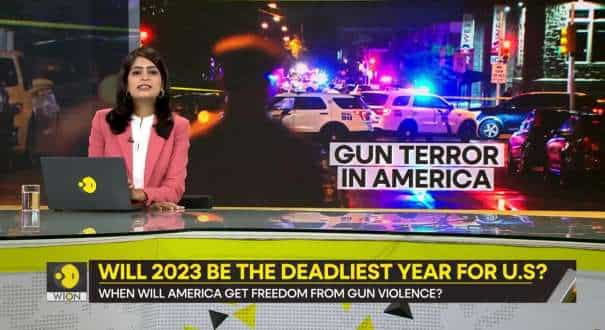 GUN TERROR
IN AMERICA
WILL 2023 BE THE DEADLIEST YEAR FOR U.S?
WHEN WILL AMERICA GET FREEDOM FROM GUN VIOLENCE?
WION